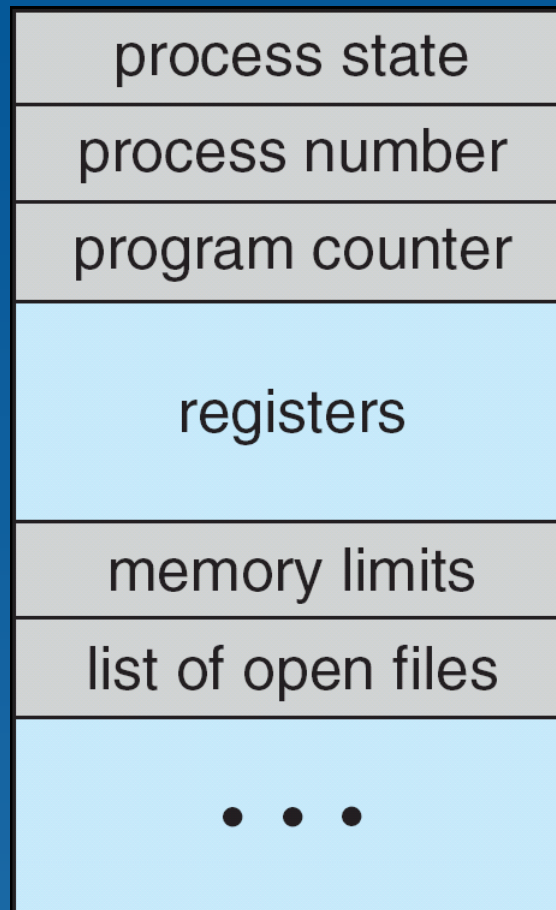 process state
process number
program counter
registers
memory limits
list of open files
• • •